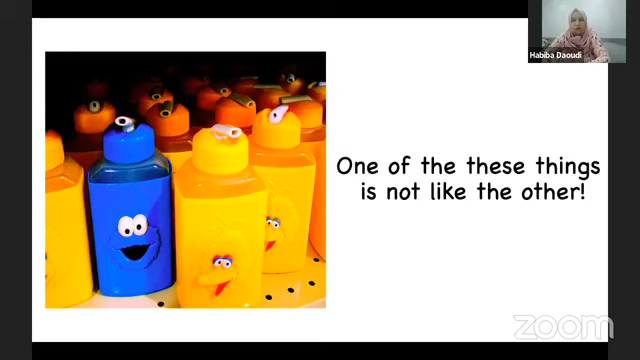 Habiba Daoudi
One of the these things
is not like the other!
zoom